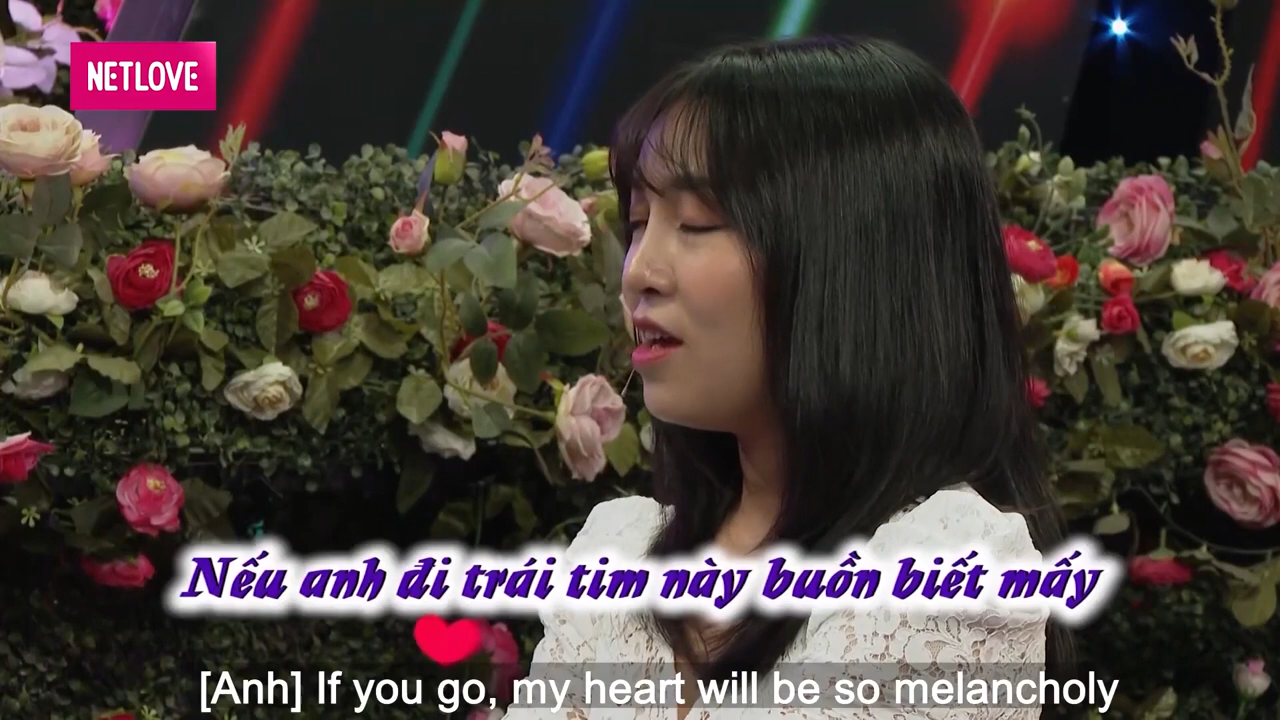 NETLOVE
Nếu anh đi trái tim này buồn biết mấy
[Anh] If you go, my heart will be so melancholy